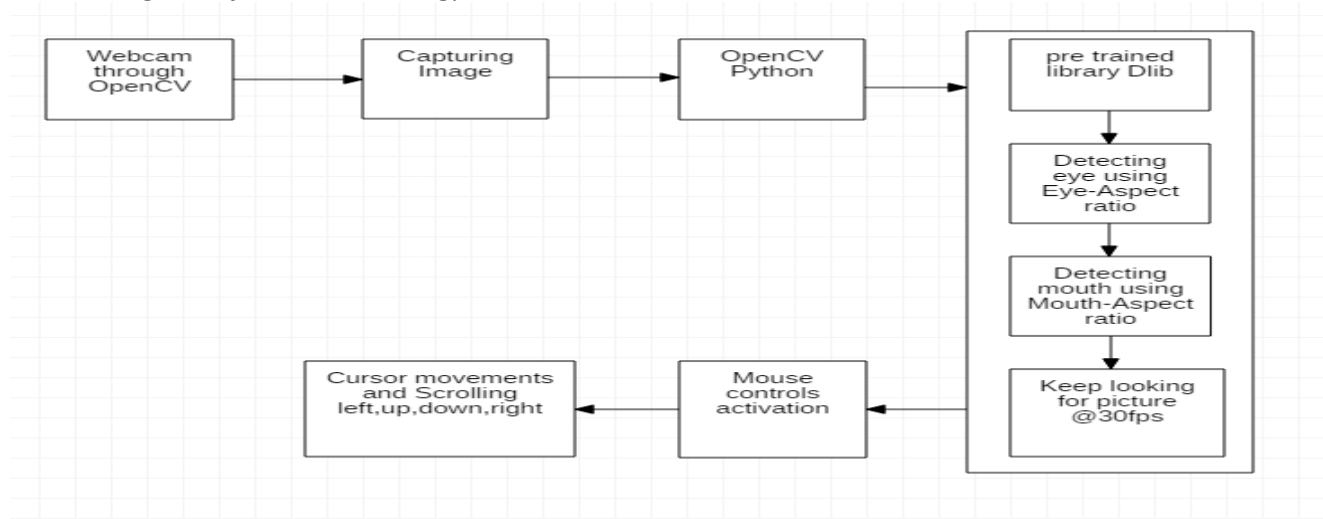 Webcam
through
OpenCV
Capturing
Image
OpenCV
Python
pre trained
library Dlib
Detecting
eye using
Eye-Aspect
ratio
Detecting
mouth using
Mouth-Aspect
ratio
Keep looking
for picture
@30fps
Mouse
controls
activation
Cursor movements
and Scrolling
left,up,down,right